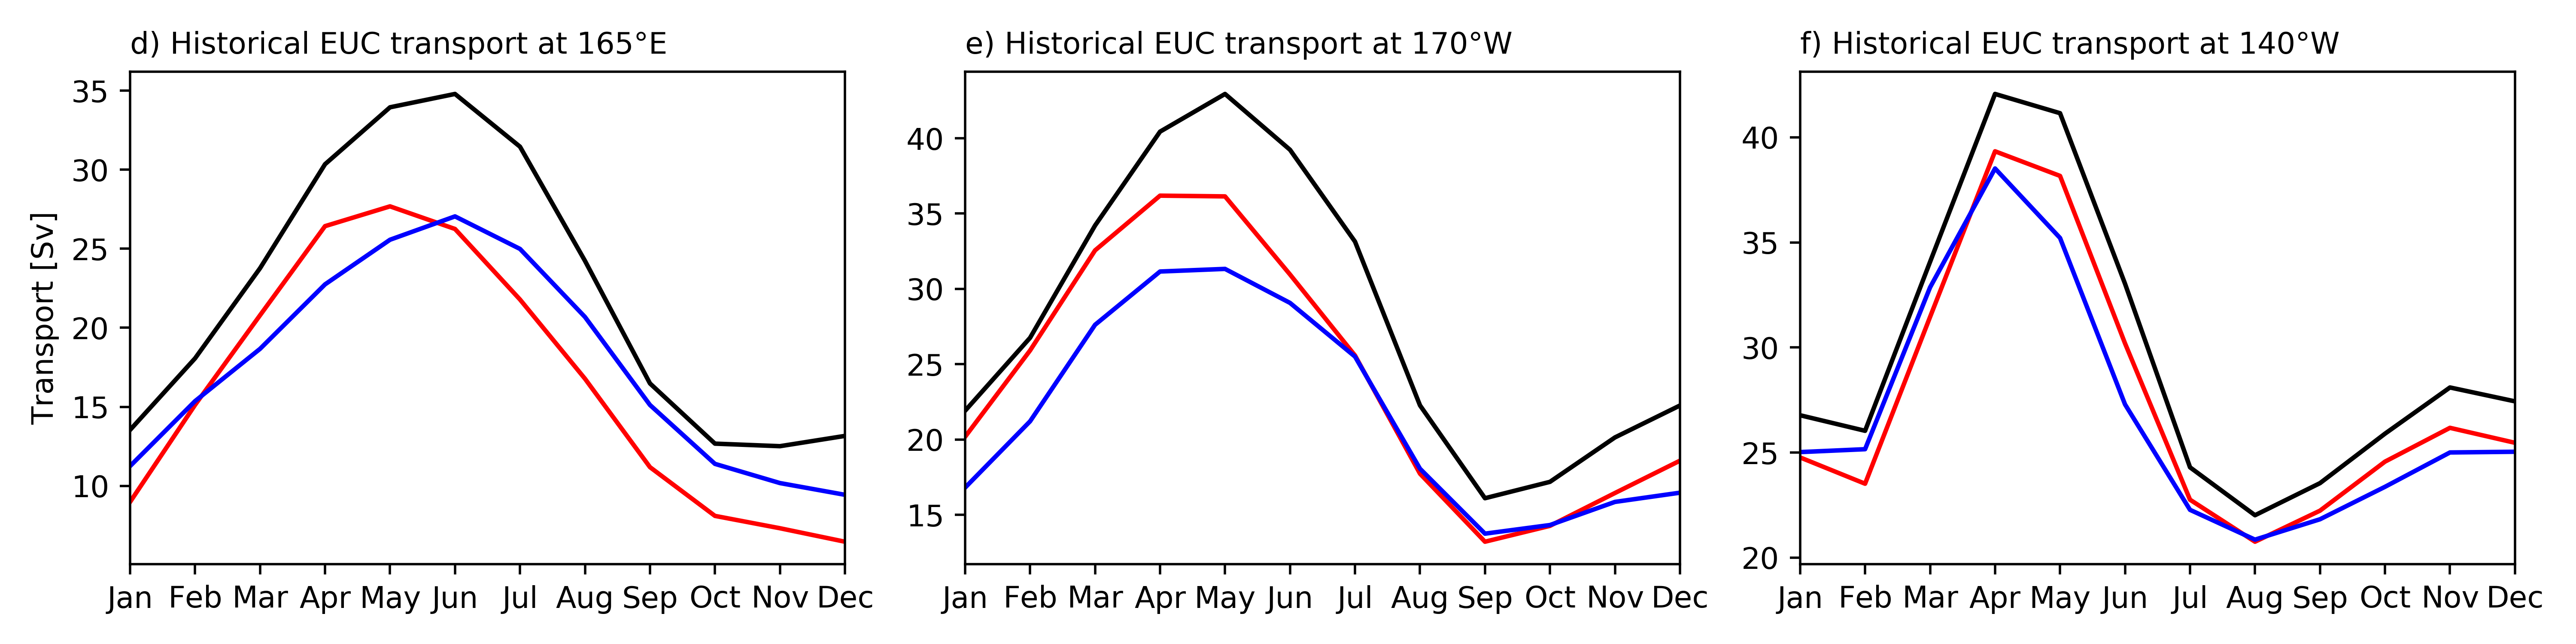 d) Historical EUC transport at 165°E
Transport [Sv]
35
30
25
20
15
10
Jan Feb Mar Apr May Jun Jul Aug Sep Oct Nov Dec
e) Historical EUC transport at 170°W
40
35
30
25
20
15
Jan Feb Mar Apr May Jun Jul Aug Sep Oct Nov Dec
f) Historical EUC transport at 140°W
40
35
30
25
20
Jan Feb Mar Apr May Jun Jul Aug Sep Oct Nov Dec